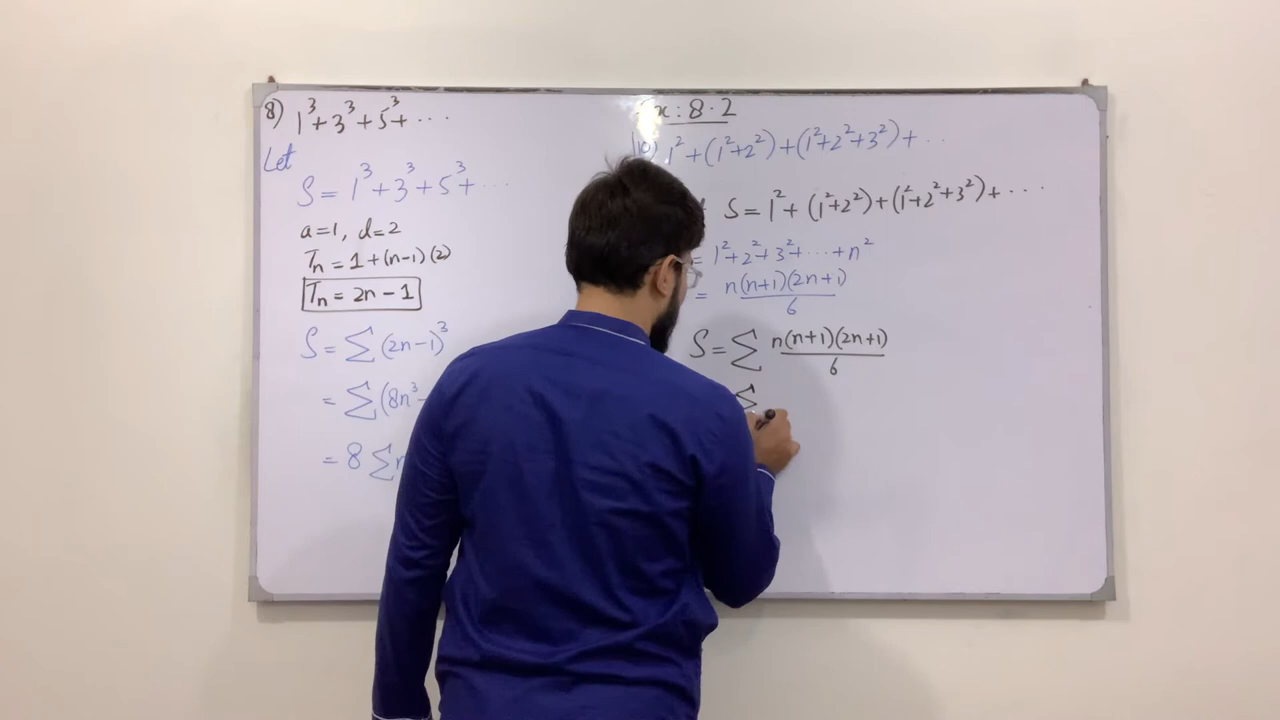 8) 1³+3³+5³+···
Let
S = 1³+3³+5³+···
a=1, d=2
Tn = 1+(n-1)(2)
Tn = 2n-1
S = ∑(2n-1)³
= ∑(8n³
= 8∑n
: 8.2
10) 1²+(1²+2²)+(1²+2²+3²)+···
S = 1²+(1²+2²)+(1²+2²+3²)+···
= 1²+2²+3²+···+n²
= n(n+1)(2n+1)/6
S = ∑ n(n+1)(2n+1)/6
∑